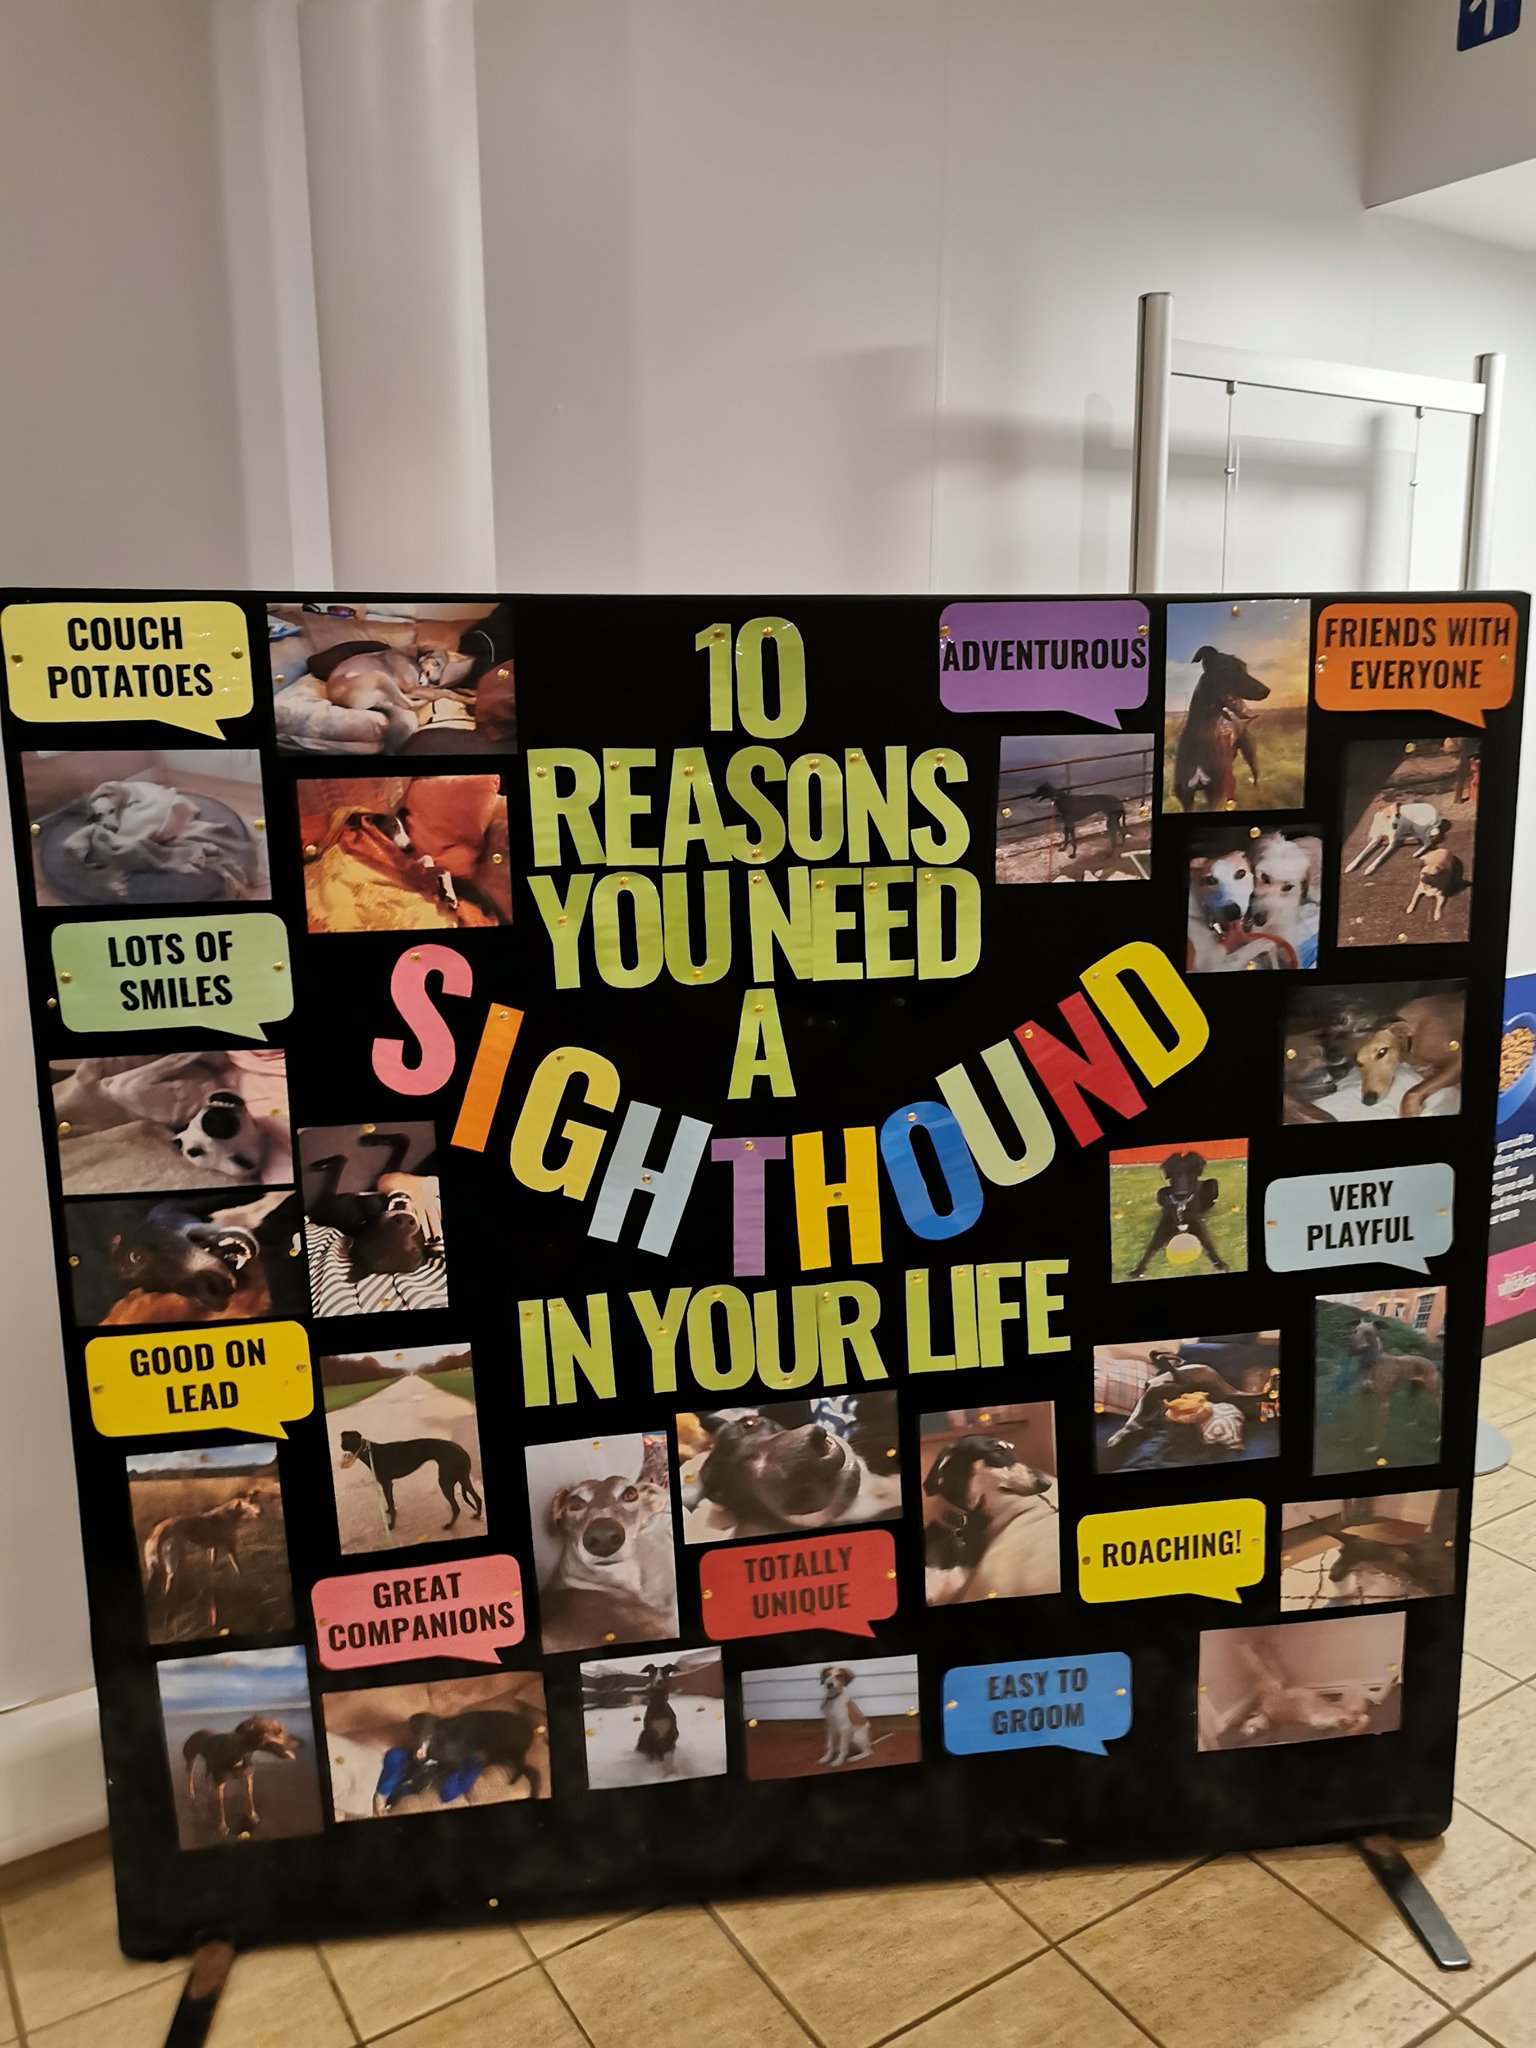 COUCH
POTATOES
LOTS OF
SMILES
GOOD ON
LEAD
GREAT
COMPANIONS
10
REASONS
YOU NEED
A
SIGHTHOUND
IN YOUR LIFE
TOTALLY
UNIQUE
EASY TO
GROOM
ADVENTUROUS
FRIENDS WITH
EVERYONE
VERY
PLAYFUL
ROACHING!